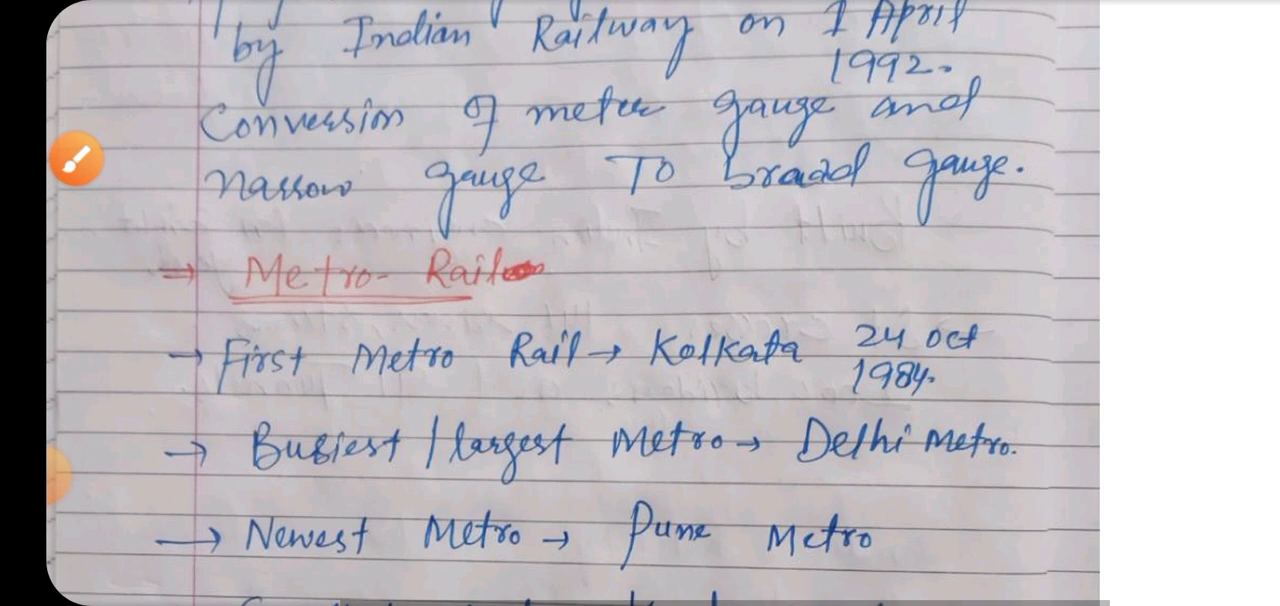 by Indian Railway on 1 April
1992.
Conversion of meter gauge and
narrow gauge To broad gauge.
⇒ Metro- Rail
→ First Metro Rail → Kolkata 24 Oct
1984.
→ Busiest / largest Metro → Delhi Metro.
→ Newest Metro → Pune Metro